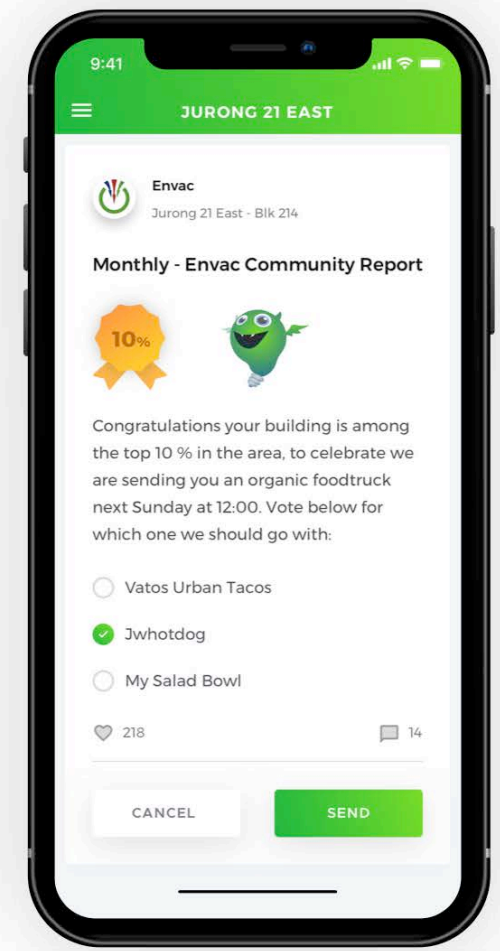 9:41
JURONG 21 EAST
Envac
Jurong 21 East - Blk 214
Monthly - Envac Community Report
10%
Congratulations your building is among
the top 10 % in the area, to celebrate we
are sending you an organic foodtruck
next Sunday at 12:00. Vote below for
which one we should go with:
Vatos Urban Tacos
Jwhotdog
My Salad Bowl
218
14
CANCEL
SEND